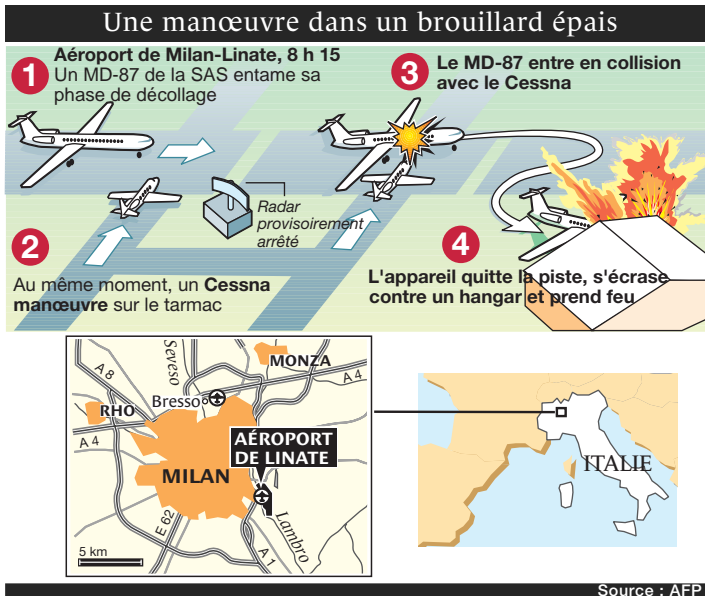 Une manœuvre dans un brouillard épais
1
Aéroport de Milan-Linate, 8 h 15
Un MD-87 de la SAS entame sa
phase de décollage
3
Le MD-87 entre en collision
avec le Cessna
Radar
provisoirement
arrêté
2
Au même moment, un Cessna
manœuvre sur le tarmac
4
L'appareil quitte la piste, s'écrase
contre un hangar et prend feu
Seveso
MONZA
A 8
A 4
Bresso
RHO
A 4
AÉROPORT
DE LINATE
MILAN
E 62
Lambro
A 1
5 km
ITALIE
Source : AFP